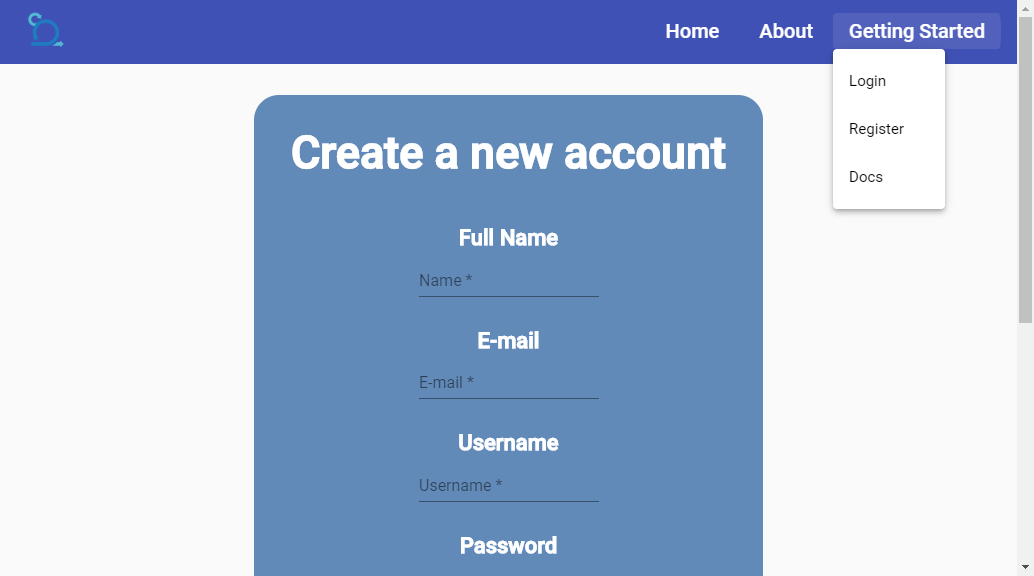 Home About Getting Started
Login
Register
Docs
Create a new account
Full Name
Name *
E-mail
E-mail *
Username
Username *
Password